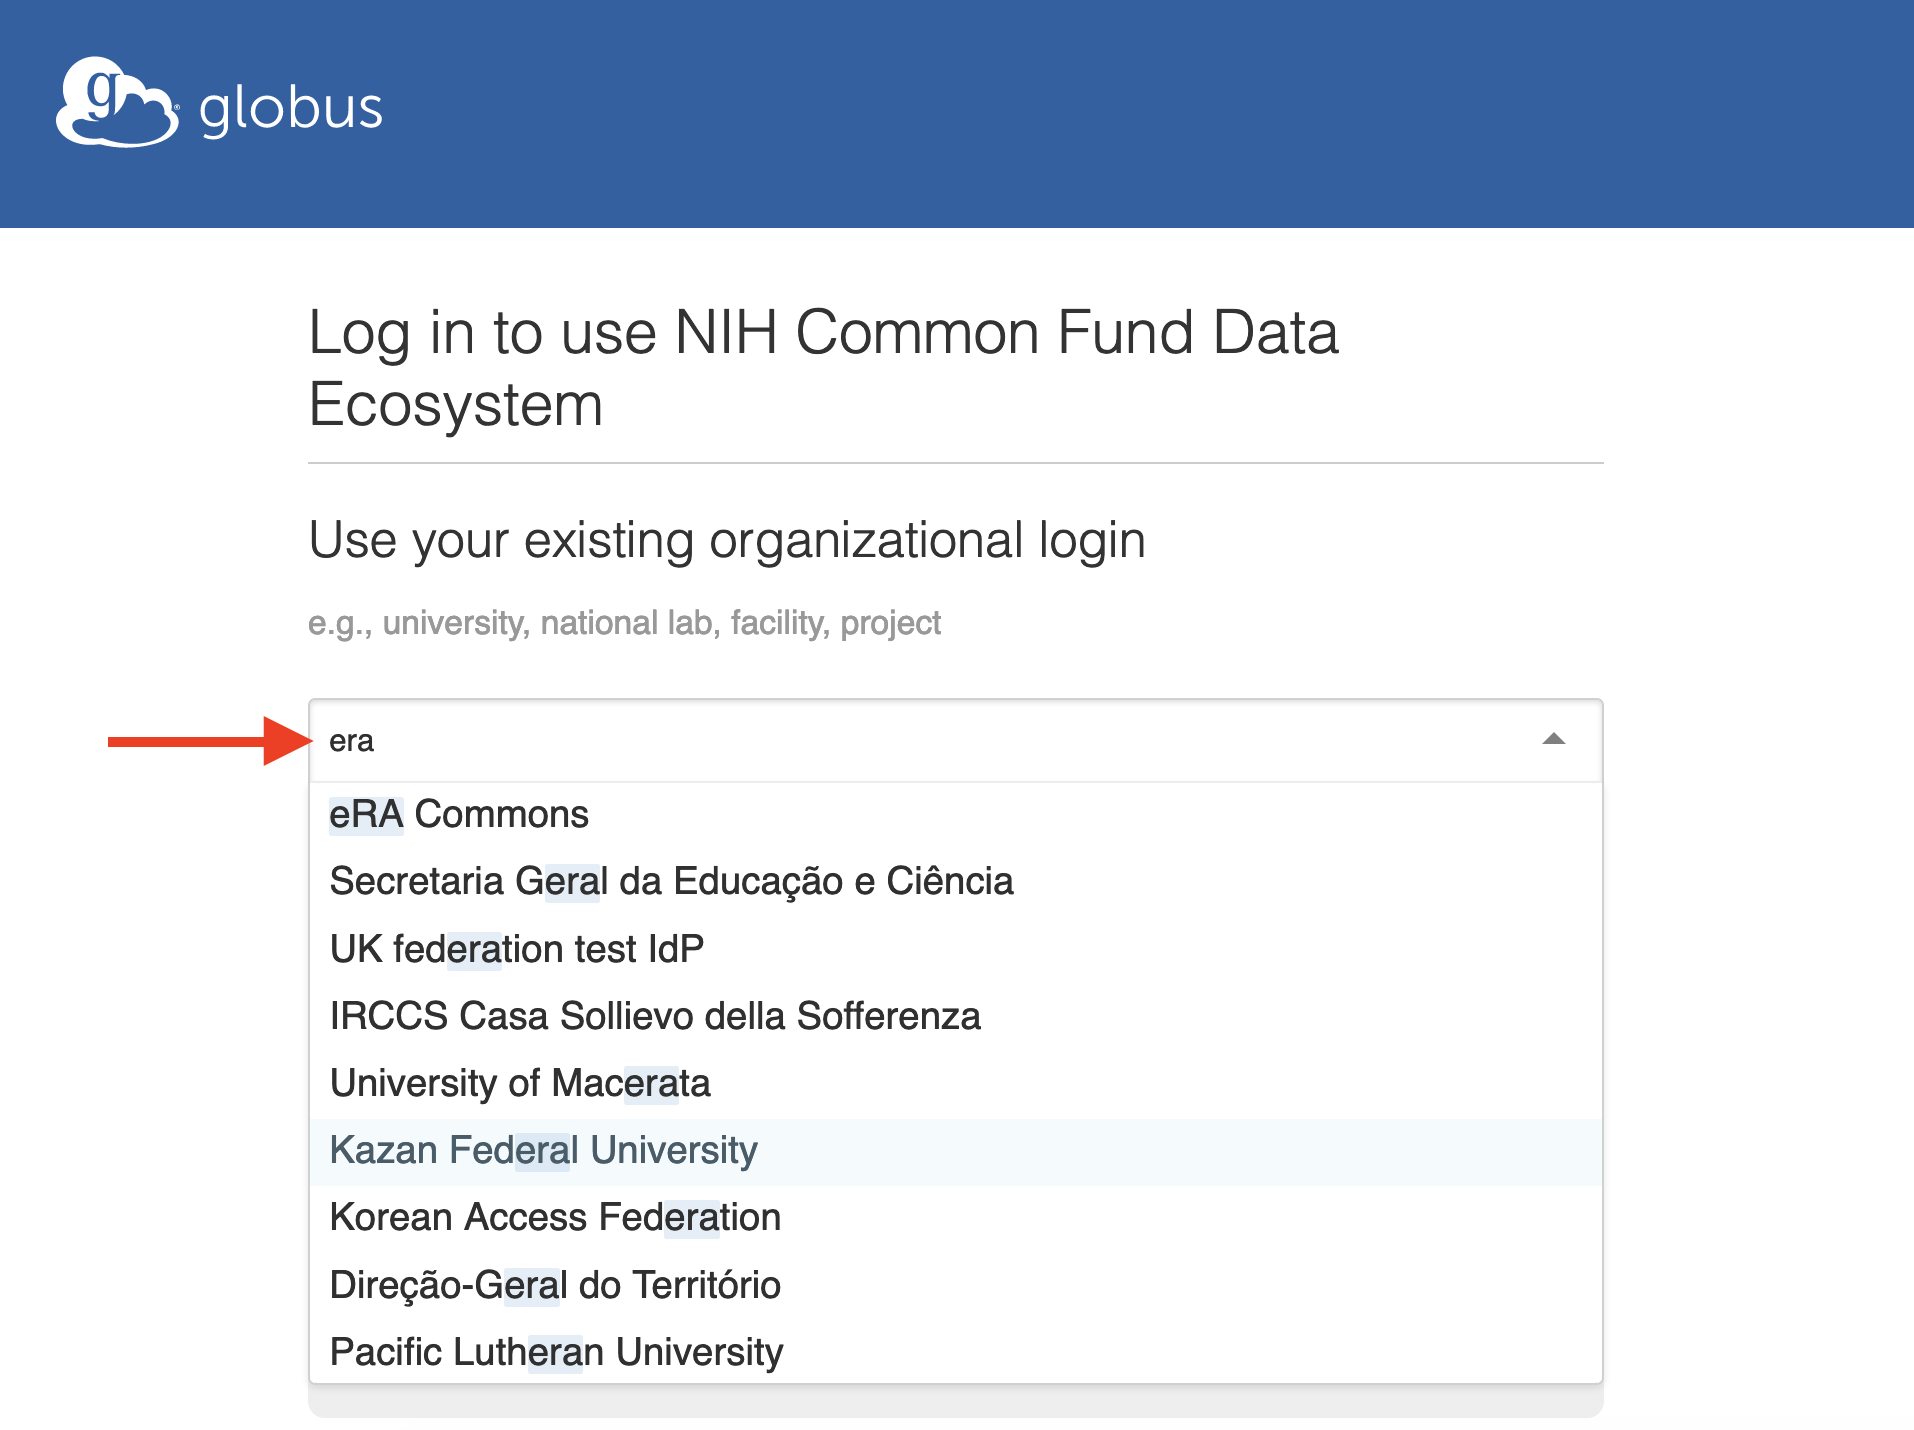 g® globus
Log in to use NIH Common Fund Data
Ecosystem
Use your existing organizational login
e.g., university, national lab, facility, project
era
eRA Commons
Secretaria Geral da Educação e Ciência
UK federation test IdP
IRCCS Casa Sollievo della Sofferenza
University of Macerata
Kazan Federal University
Korean Access Federation
Direção-Geral do Território
Pacific Lutheran University